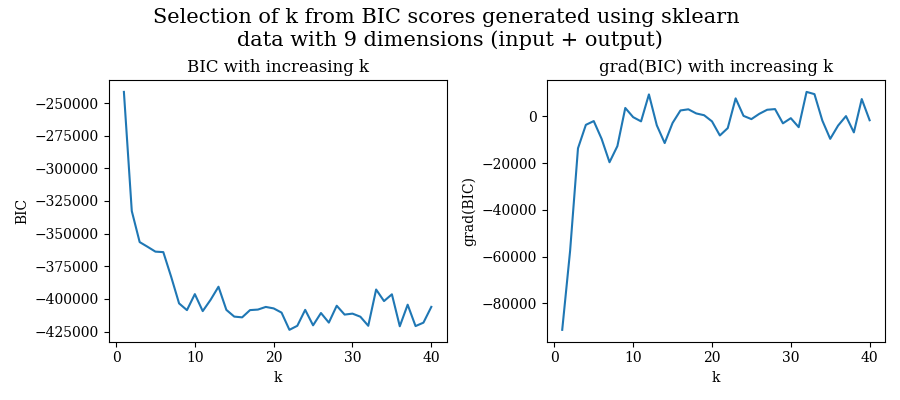 Selection of k from BIC scores generated using sklearn
data with 9 dimensions (input + output)
BIC with increasing k
BIC
−250000
−275000
−300000
−325000
−350000
−375000
−400000
−425000
0 10 20 30 40
k
grad(BIC) with increasing k
grad(BIC)
0
−20000
−40000
−60000
−80000
0 10 20 30 40
k